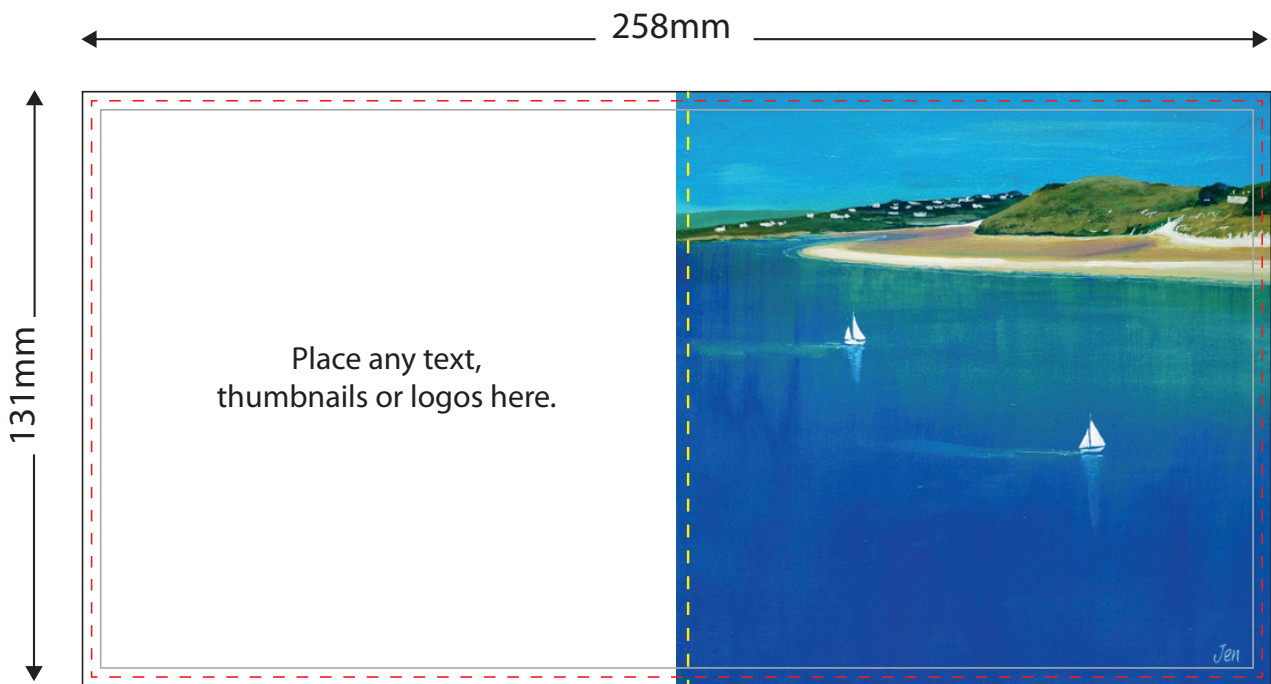 258mm
131mm
Place any text,
thumbnails or logos here.
Jen